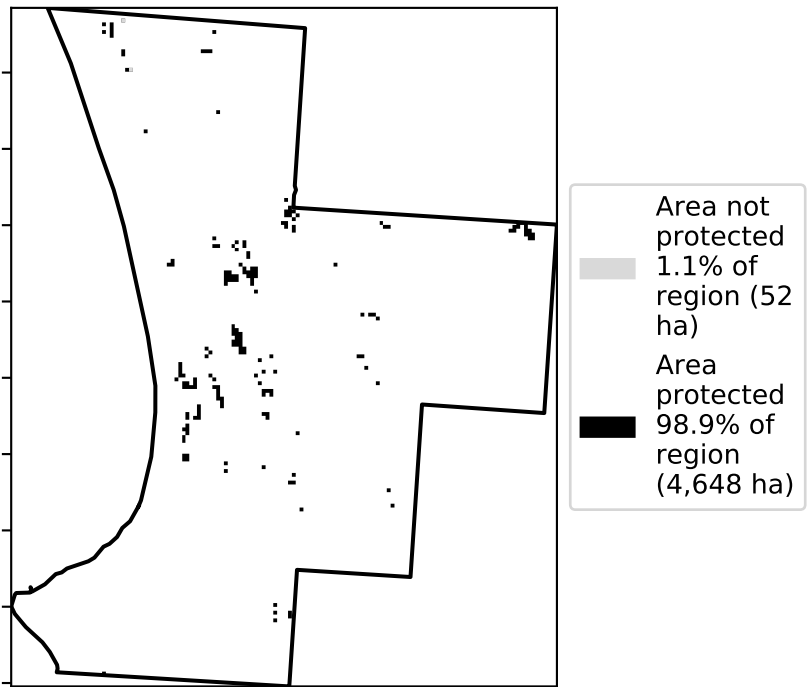 Area not
protected
1.1% of
region (52
ha)
Area
protected
98.9% of
region
(4,648 ha)